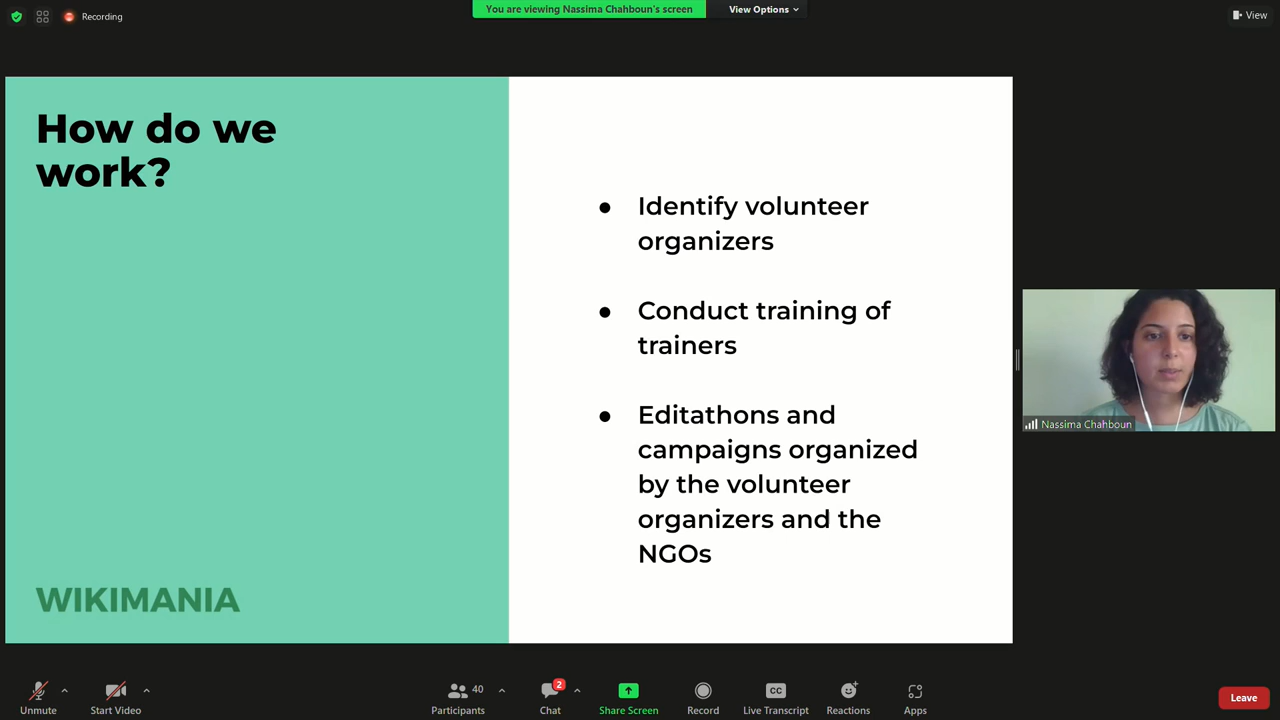 Recording
You are viewing Nassima Chahboun's screen
View Options
View
How do we
work?
● Identify volunteer
organizers
● Conduct training of
trainers
● Editathons and
campaigns organized
by the volunteer
organizers and the
NGOs
WIKIMANIA
Nassima Chahboun
Unmute
Start Video
40
Participants
2
Chat
Share Screen
Record
CC
Live Transcript
Reactions
Apps
Leave